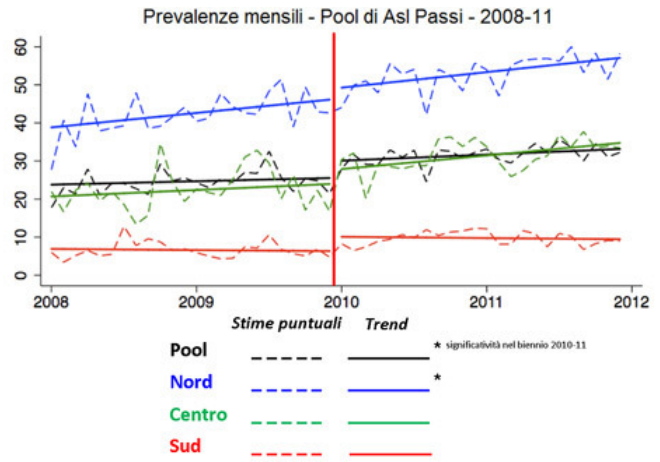 Prevalenze mensili - Pool di Asl Passi - 2008-11
60
50
40
30
20
10
0
2008 2009 2010 2011 2012
Stime puntuali Trend
Pool * significatività nel biennio 2010-11
Nord *
Centro
Sud